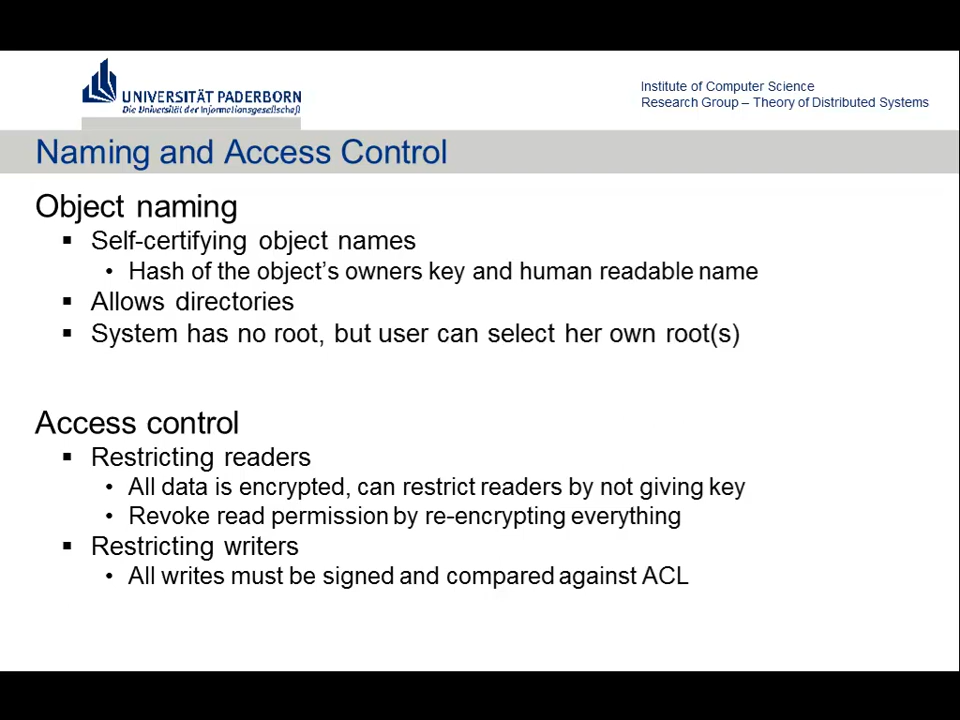 UNIVERSITÄT PADERBORN
Die Universität der Informationsgesellschaft
Institute of Computer Science
Research Group – Theory of Distributed Systems
Naming and Access Control
Object naming
▪ Self-certifying object names
• Hash of the object’s owners key and human readable name
▪ Allows directories
▪ System has no root, but user can select her own root(s)
Access control
▪ Restricting readers
• All data is encrypted, can restrict readers by not giving key
• Revoke read permission by re-encrypting everything
▪ Restricting writers
• All writes must be signed and compared against ACL